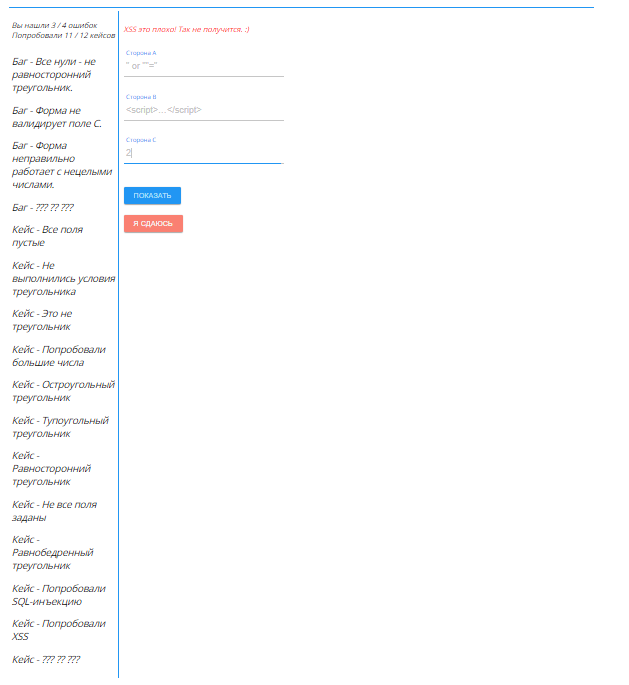 Вы нашли 3 / 4 ошибок
Попробовали 11 / 12 кейсов
Баг - Все нули - не
равносторонний
треугольник.
Баг - Форма не
валидирует поле C.
Баг - Форма
неправильно
работает с нецелыми
числами.
Баг - ??? ?? ???
Кейс - Все поля
пустые
Кейс - Не
выполнились условия
треугольника
Кейс - Это не
треугольник
Кейс - Попробовали
большие числа
Кейс - Остроугольный
треугольник
Кейс - Тупоугольный
треугольник
Кейс -
Равносторонний
треугольник
Кейс - Не все поля
заданы
Кейс -
Равнобедренный
треугольник
Кейс - Попробовали
SQL-инъекцию
Кейс - Попробовали
XSS
Кейс - ??? ?? ???
XSS это плохо! Так не получится. :)
Сторона A
" or ""="
Сторона B
<script>...</script>
Сторона C
2
ПОКАЗАТЬ
Я СДАЮСЬ